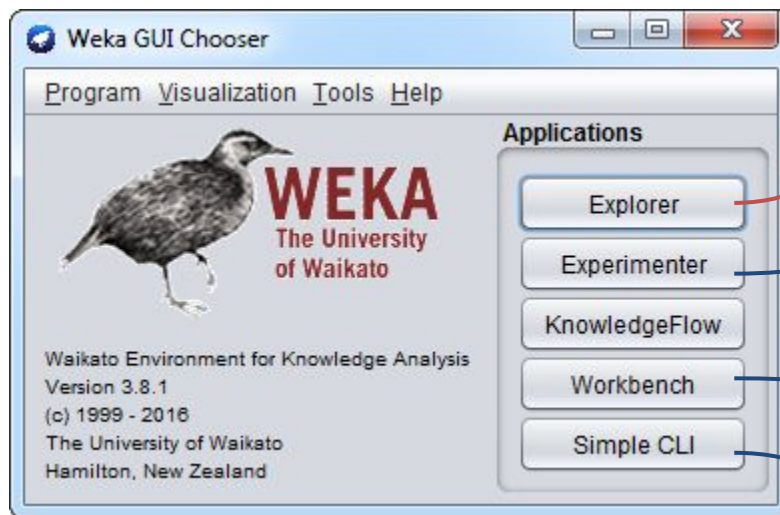 Weka GUI Chooser
Program Visualization Tools Help
WEKA
The University
of Waikato
Waikato Environment for Knowledge Analysis
Version 3.8.1
(c) 1999 - 2016
The University of Waikato
Hamilton, New Zealand
Applications
Explorer
Experimenter
KnowledgeFlow
Workbench
Simple CLI